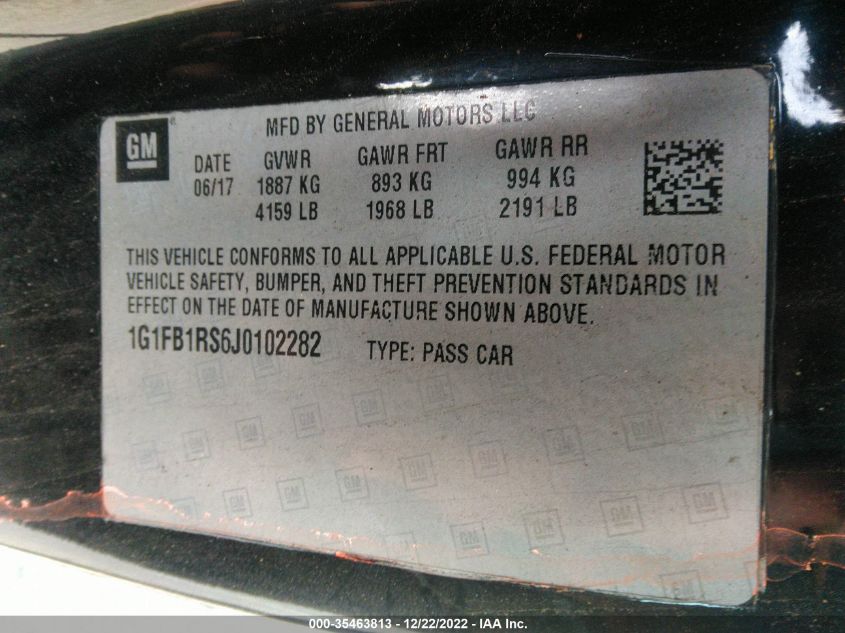 GM
MFD BY GENERAL MOTORS LLC
DATE GVWR GAWR FRT GAWR RR
06/17 1887 KG 893 KG 994 KG
4159 LB 1968 LB 2191 LB
THIS VEHICLE CONFORMS TO ALL APPLICABLE U.S. FEDERAL MOTOR
VEHICLE SAFETY, BUMPER, AND THEFT PREVENTION STANDARDS IN
EFFECT ON THE DATE OF MANUFACTURE SHOWN ABOVE.
1G1FB1RS6J0102282 TYPE: PASS CAR
000-35463813 - 12/22/2022 - IAA Inc.